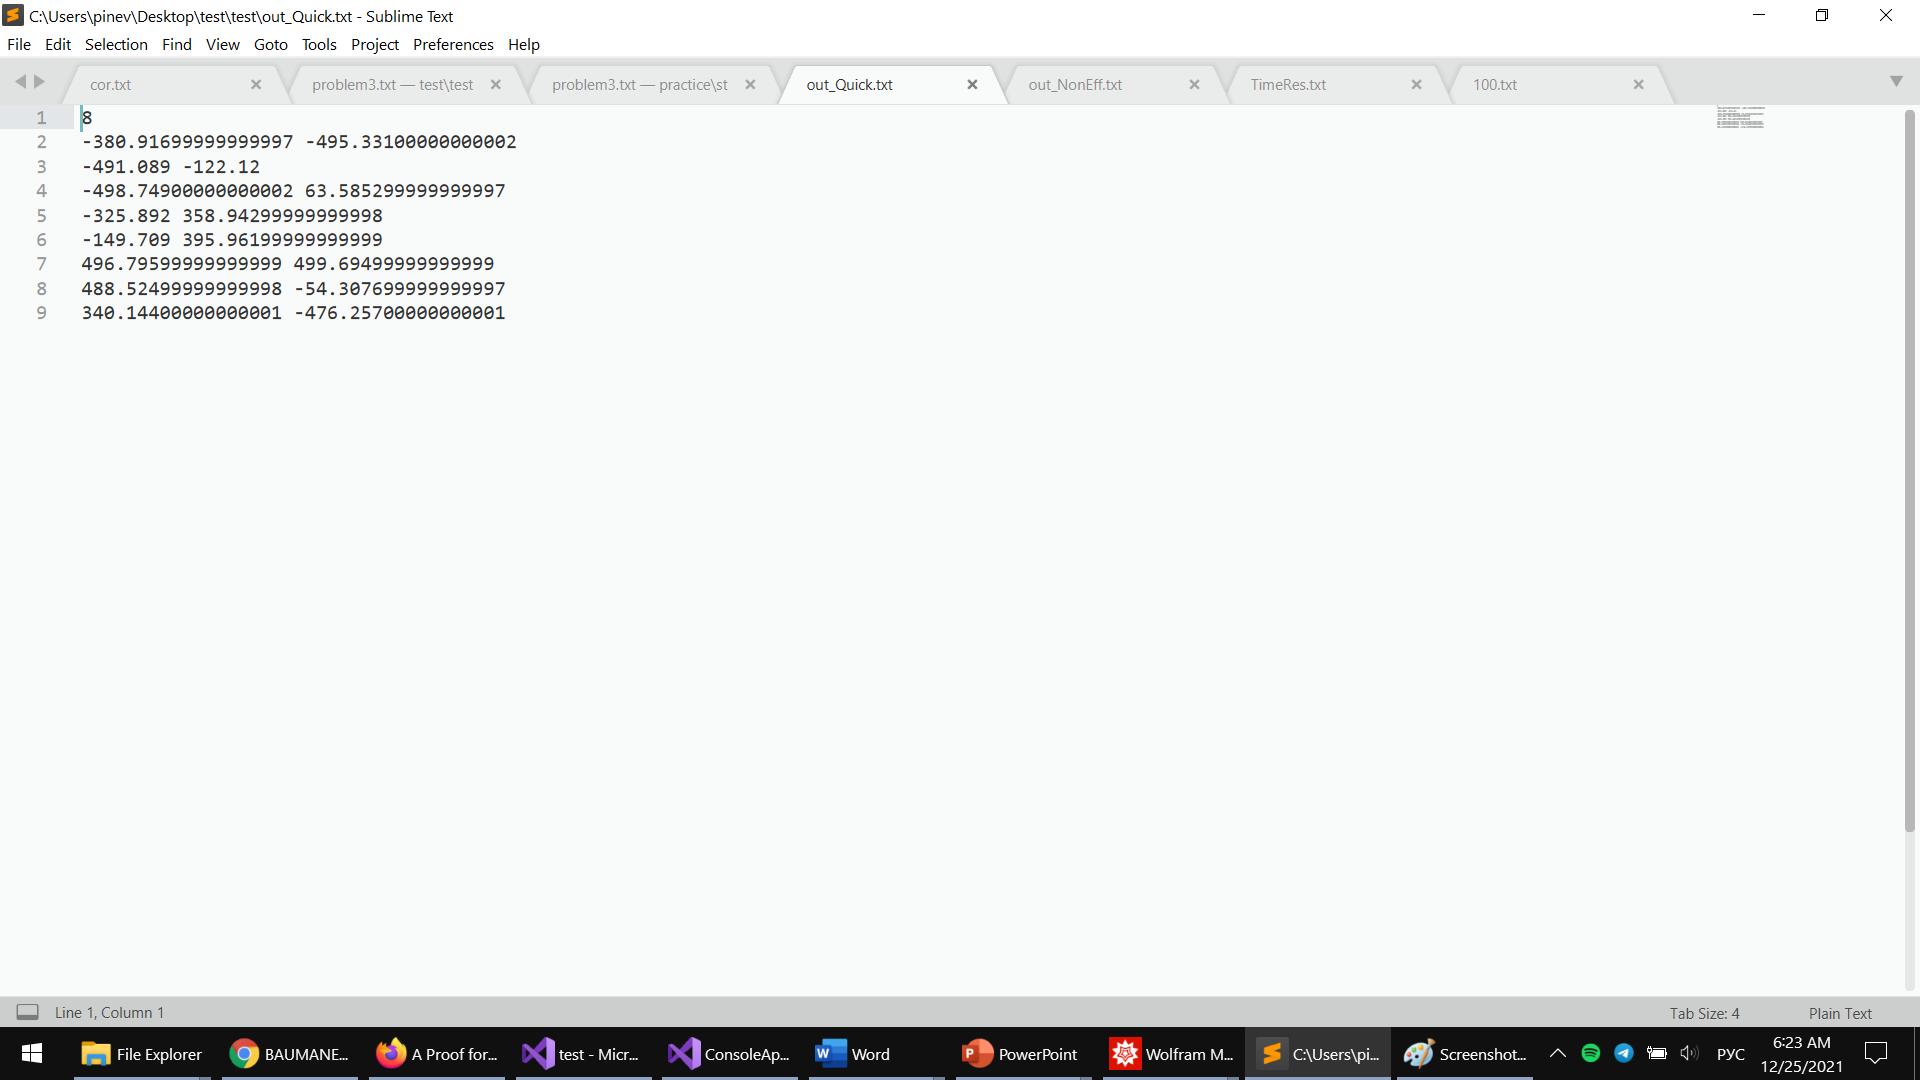 C:\Users\pinev\Desktop\test\test\out_Quick.txt - Sublime Text
File Edit Selection Find View Goto Tools Project Preferences Help
cor.txt problem3.txt — test\test problem3.txt — practice\st out_Quick.txt out_NonEff.txt TimeRes.txt 100.txt
1 8
2 -380.91699999999997 -495.33100000000002
3 -491.089 -122.12
4 -498.74900000000002 63.585299999999997
5 -325.892 358.94299999999998
6 -149.709 395.96199999999999
7 496.79599999999999 499.69499999999999
8 488.52499999999998 -54.307699999999997
9 340.14400000000001 -476.25700000000001
Line 1, Column 1 Tab Size: 4 Plain Text
File Explorer BAUMANE... A Proof for... test - Micr... ConsoleAp... Word PowerPoint Wolfram M... C:\Users\pi... Screenshot... РУС 6:23 AM
12/25/2021